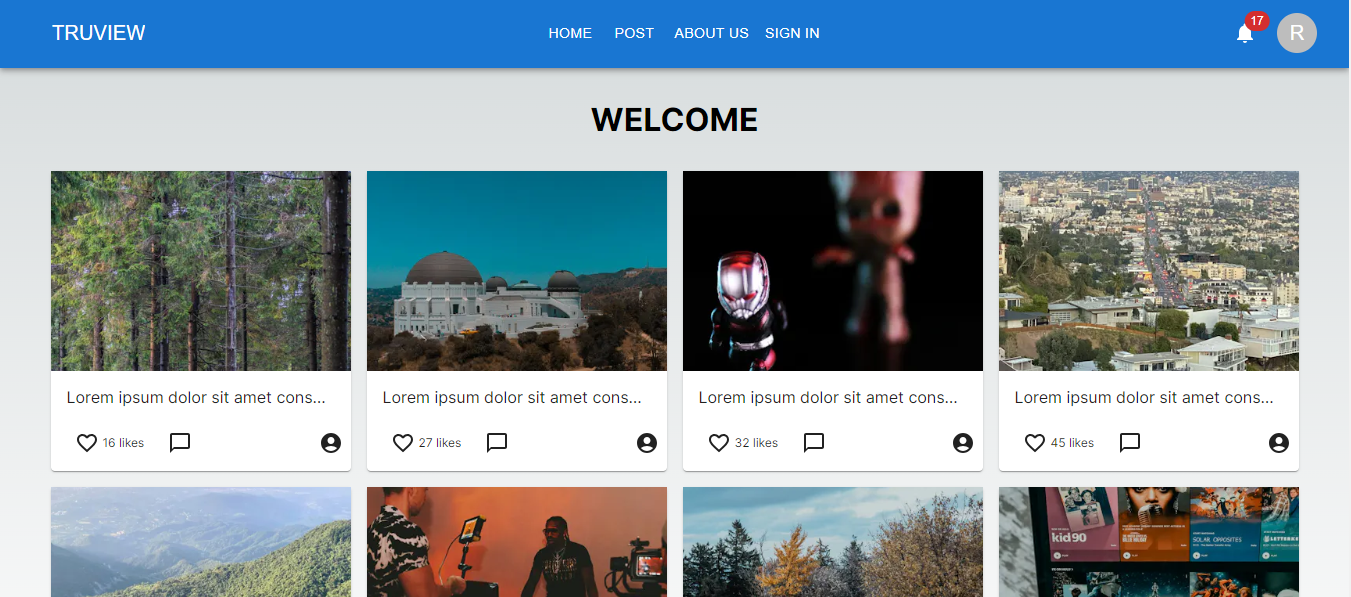 TRUVIEW
HOME POST ABOUT US SIGN IN
17
R
WELCOME
Lorem ipsum dolor sit amet cons...
16 likes
Lorem ipsum dolor sit amet cons...
27 likes
Lorem ipsum dolor sit amet cons...
32 likes
Lorem ipsum dolor sit amet cons...
45 likes
kid90
SOLAR OPPOSITES